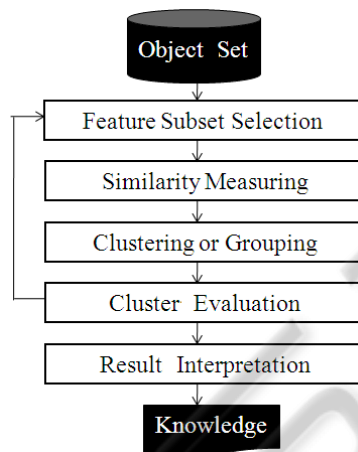 Object Set
Feature Subset Selection
Similarity Measuring
Clustering or Grouping
Cluster Evaluation
Result Interpretation
Knowledge